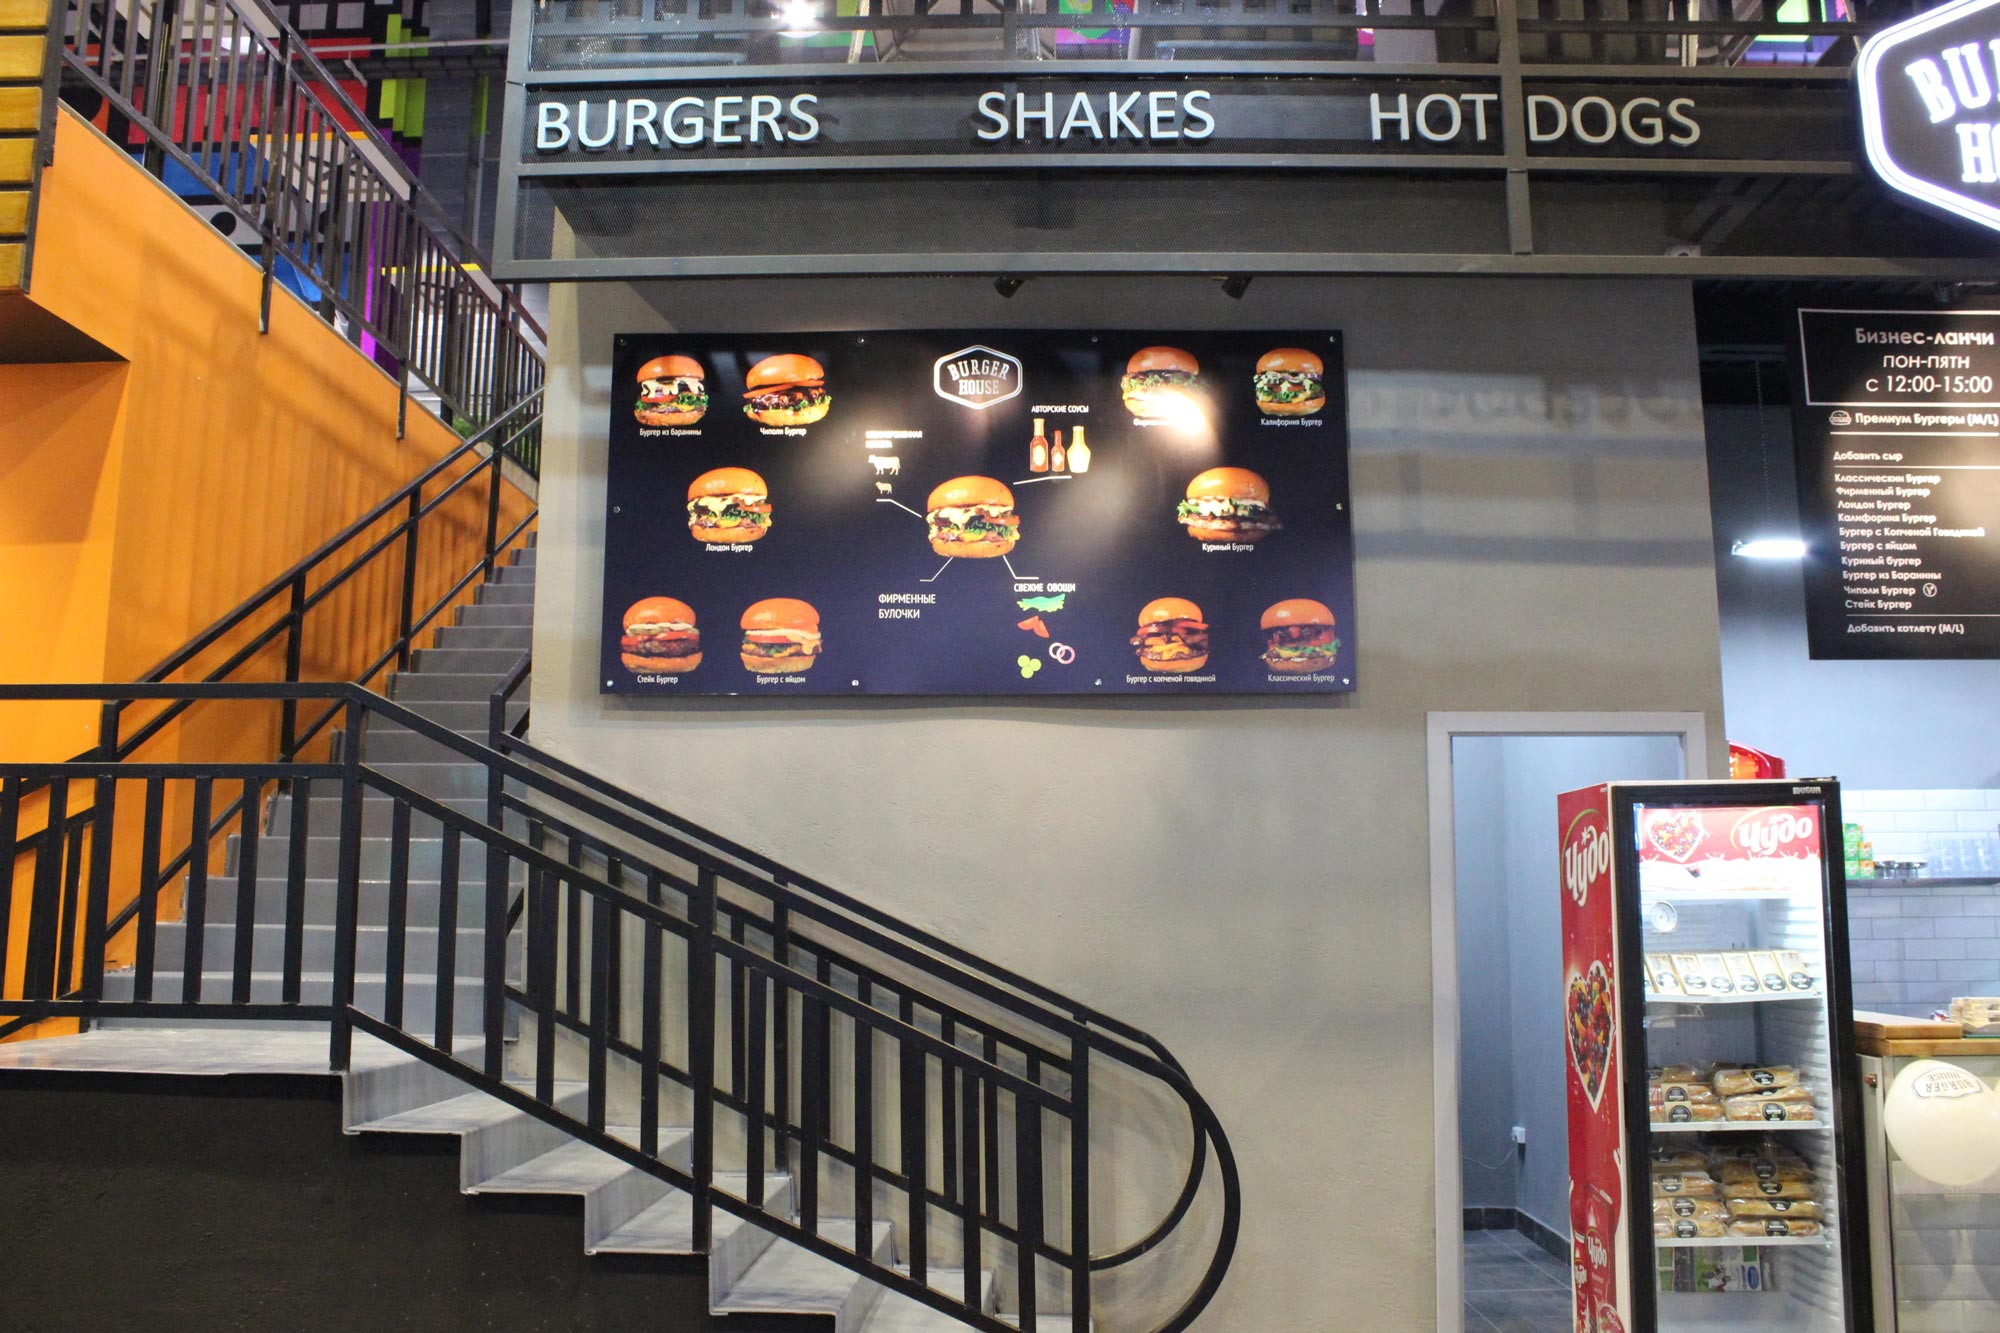 BURGERS SHAKES HOT DOGS
BURGER
HOUSE
Бургер из баранины
Чиполи Бургер
АВТОРСКИЕ СОУСЫ
Калифорния Бургер
Лондон Бургер
Куриный Бургер
ФИРМЕННЫЕ
БУЛОЧКИ
СВЕЖИЕ ОВОЩИ
Стейк Бургер
Бургер с яйцом
Бургер с копченой говядиной
Классический Бургер
Бизнес-ланчи
ПОН-ПЯТН
с 12:00-15:00
Премиум Бургеры (M/L)
Добавить сыр
Классический Бургер
Фирменный Бургер
Лондон Бургер
Калифорния Бургер
Бургер с Копченой Говядиной
Бургер с яйцом
Куриный бургер
Бургер из Баранины
Чиполи Бургер
Стейк Бургер
Добавить котлету (M/L)
Чудо
Чудо
Чудо
BURGER
HOUSE